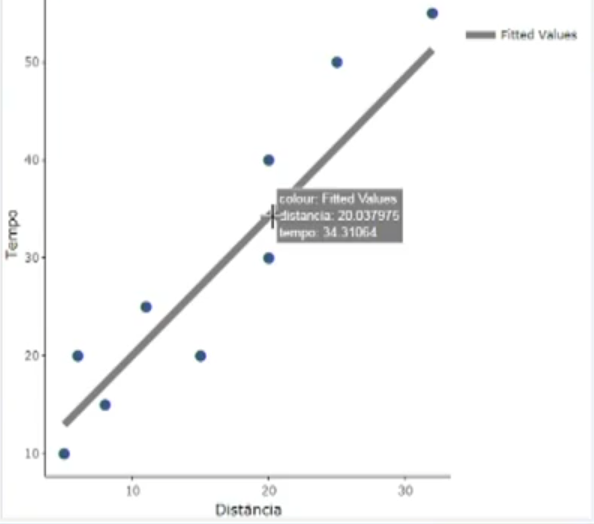 50
Fitted Values
40
colour: Fitted Values
distancia: 20.037975
tempo: 34.31064
Tempo
30
20
10
10 20 30
Distância